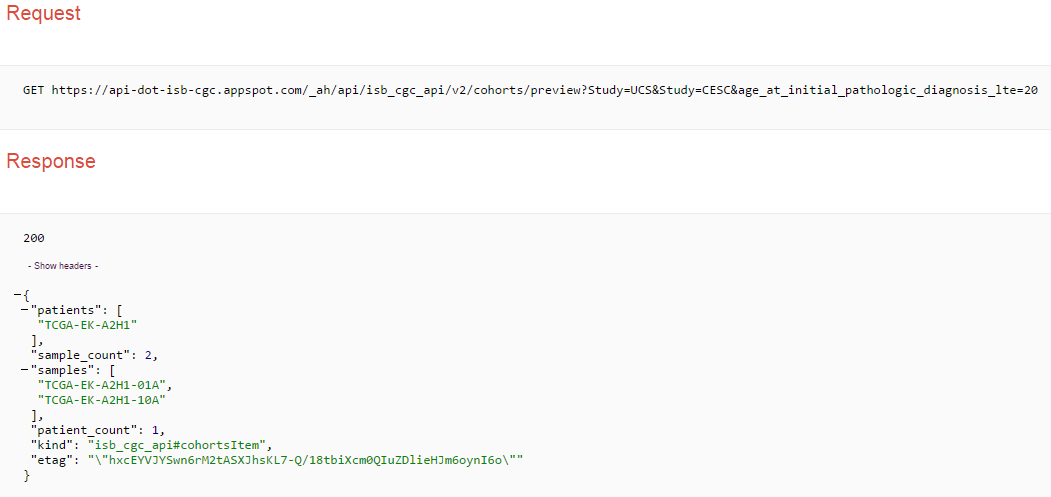 Request
GET https://api-dot-isb-cgc.appspot.com/_ah/api/isb_cgc_api/v2/cohorts/preview?Study=UCS&Study=CESC&age_at_initial_pathologic_diagnosis_lte=20
Response
200
- Show headers -
{
"patients": [
"TCGA-EK-A2H1"
],
"sample_count": 2,
"samples": [
"TCGA-EK-A2H1-01A",
"TCGA-EK-A2H1-10A"
],
"patient_count": 1,
"kind": "isb_cgc_api#cohortsItem",
"etag": "\"hxcEYVJYSwn6rM2tASXJhsKL7-Q/18tbiXcm0QIuZDlieHJm6oynI6o\""
}